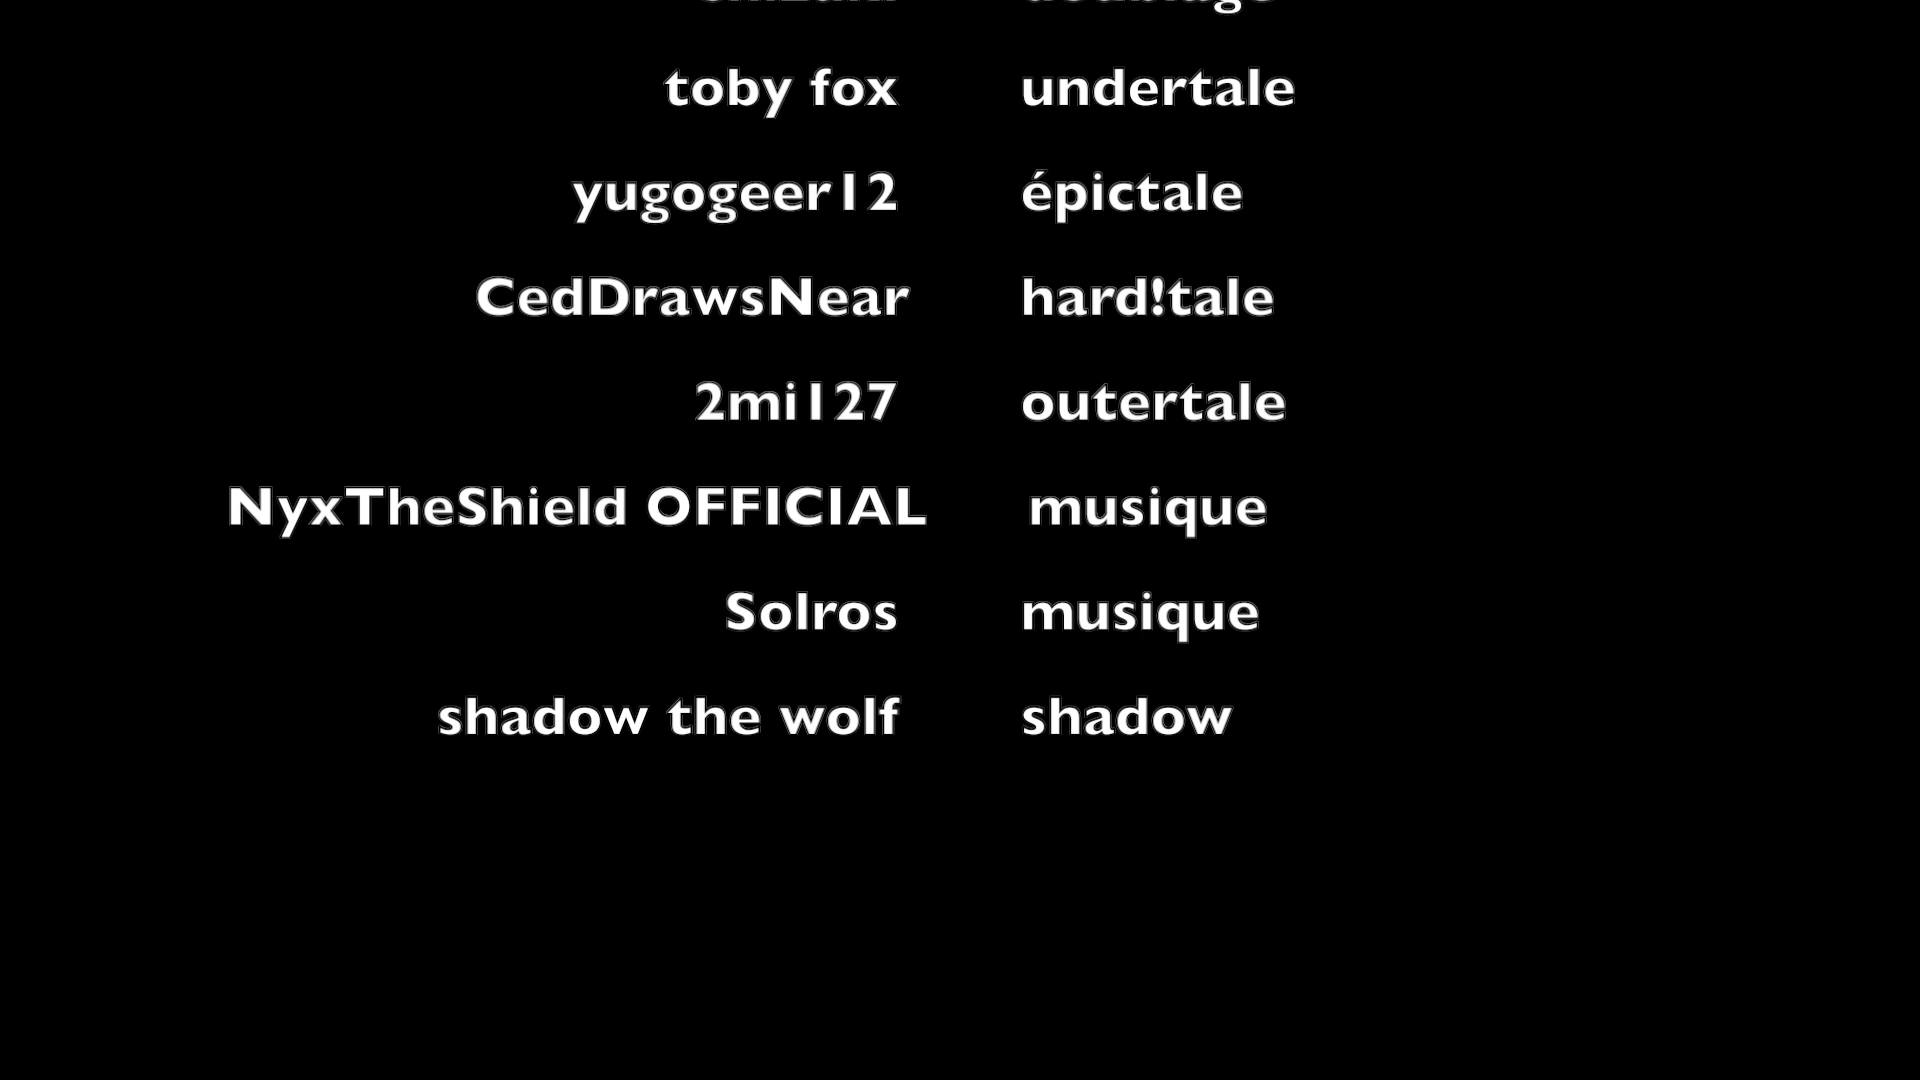 doublage
toby fox undertale
yugogeer12 épictale
CedDrawsNear hard!tale
2mi127 outertale
NyxTheShield OFFICIAL musique
Solros musique
shadow the wolf shadow